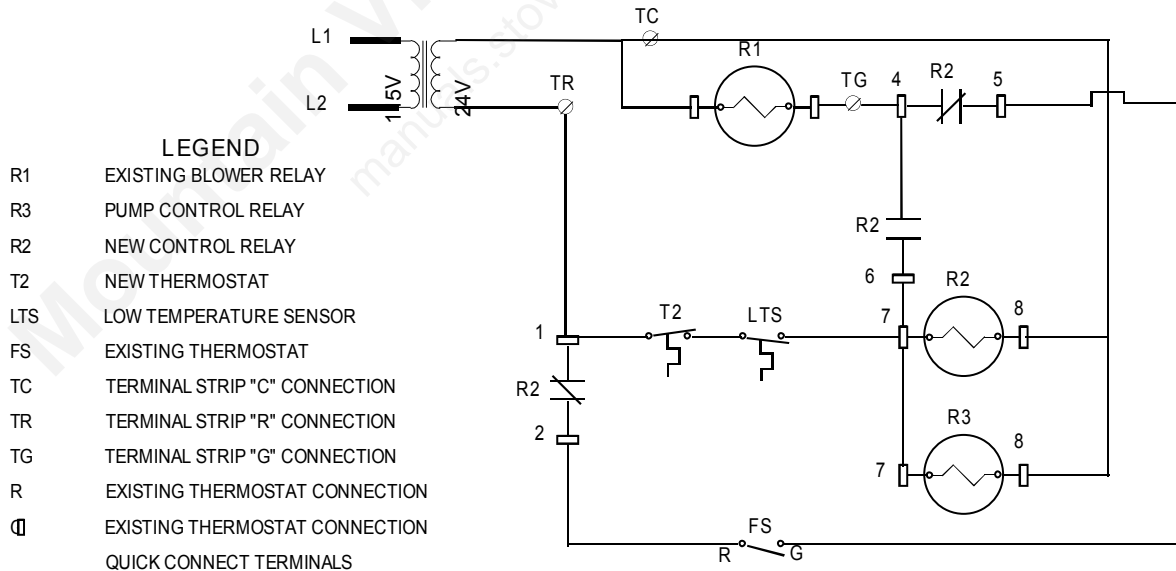 TC
L1
R1
115V
24V
TR
TG
4
R2
5
L2
LEGEND
R1 EXISTING BLOWER RELAY
R3 PUMP CONTROL RELAY
R2 NEW CONTROL RELAY
T2 NEW THERMOSTAT
LTS LOW TEMPERATURE SENSOR
FS EXISTING THERMOSTAT
TC TERMINAL STRIP "C" CONNECTION
TR TERMINAL STRIP "R" CONNECTION
TG TERMINAL STRIP "G" CONNECTION
R EXISTING THERMOSTAT CONNECTION
EXISTING THERMOSTAT CONNECTION
QUICK CONNECT TERMINALS
R2
6
R2
1
T2
LTS
7
8
R2
2
R3
7
8
FS
R
G
Mountain